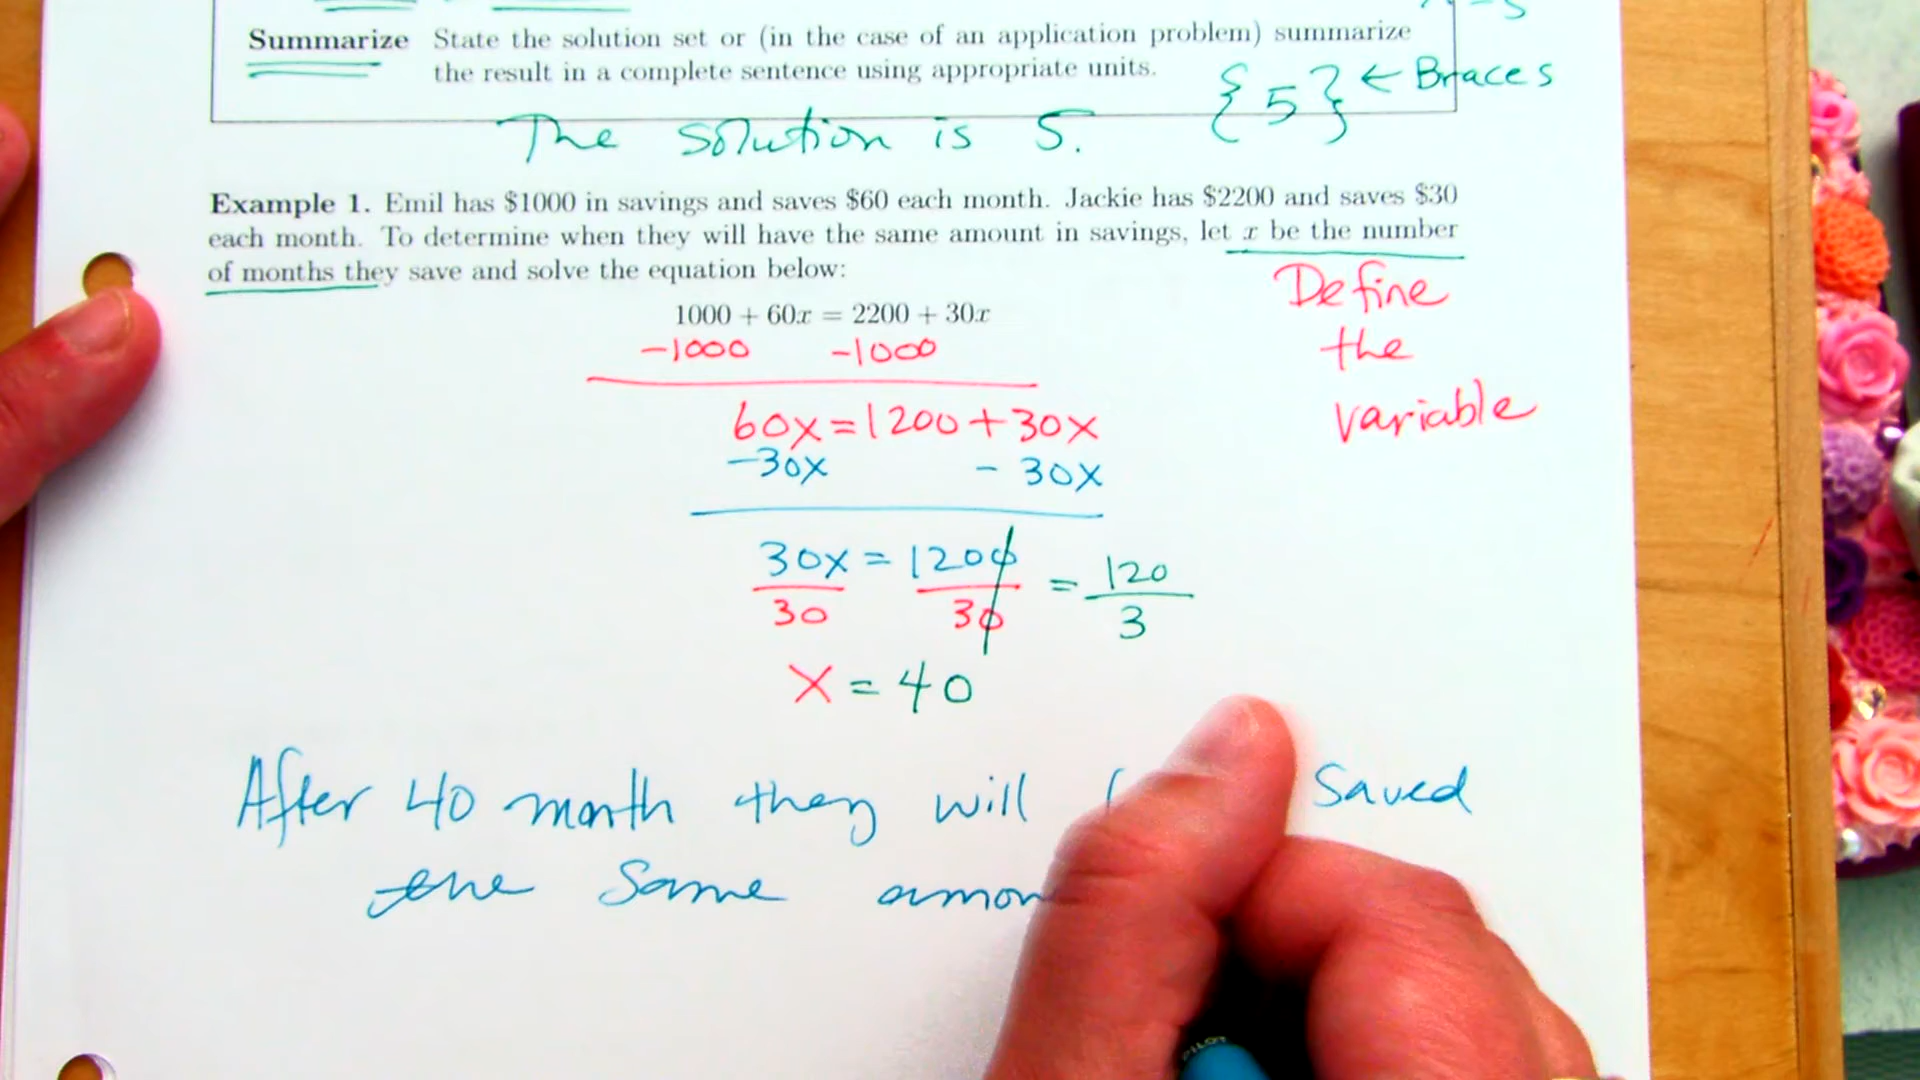 Summarize State the solution set or (in the case of an application problem) summarize
the result in a complete sentence using appropriate units.
{5} ← Braces
The solution is 5.
Example 1. Emil has $1000 in savings and saves $60 each month. Jackie has $2200 and saves $30
each month. To determine when they will have the same amount in savings, let x be the number
of months they save and solve the equation below:
Define
the
variable
1000 + 60x = 2200 + 30x
-1000 -1000
60x = 1200 + 30x
-30x - 30x
30x = 1200 = 120
30 30 3
x = 40
After 40 month they will saved
the same
PILOT